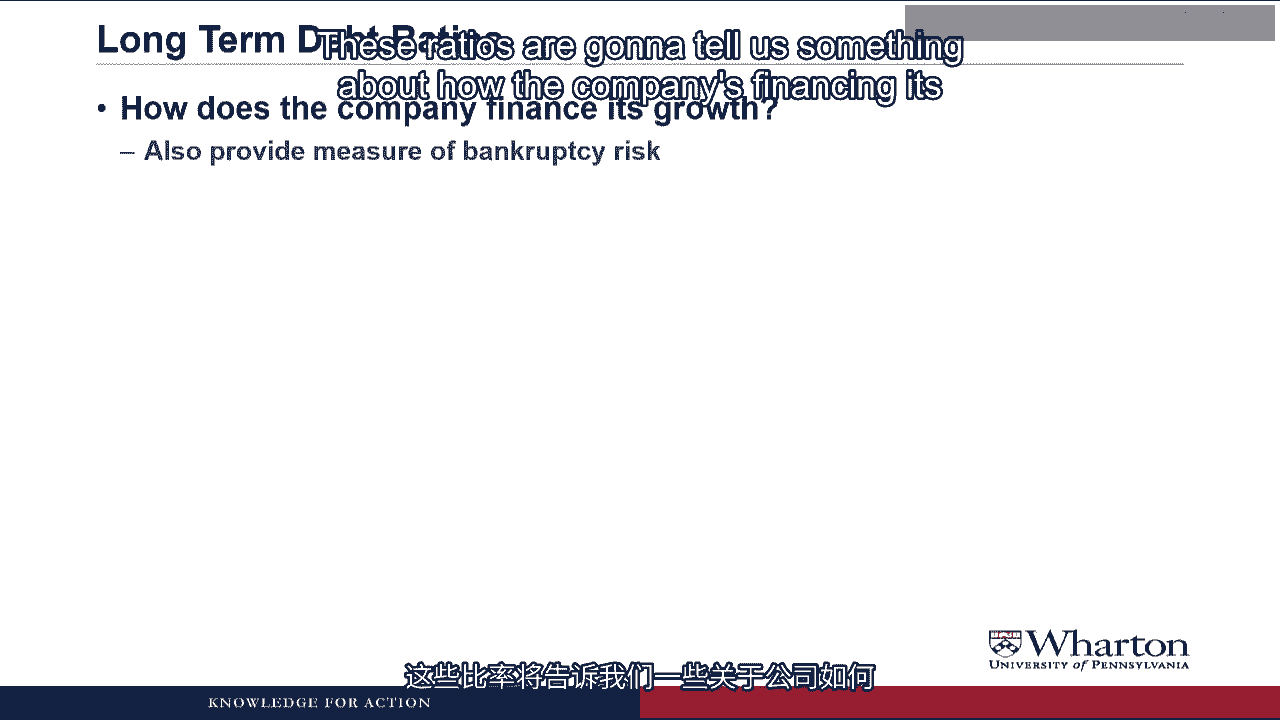 Long Term Debt Ratios
These ratios are gonna tell us something
about how the company's financing its
• How does the company finance its growth?
– Also provide measure of bankruptcy risk
Wharton
UNIVERSITY of PENNSYLVANIA
这些比率将告诉我们一些关于公司如何
KNOWLEDGE FOR ACTION